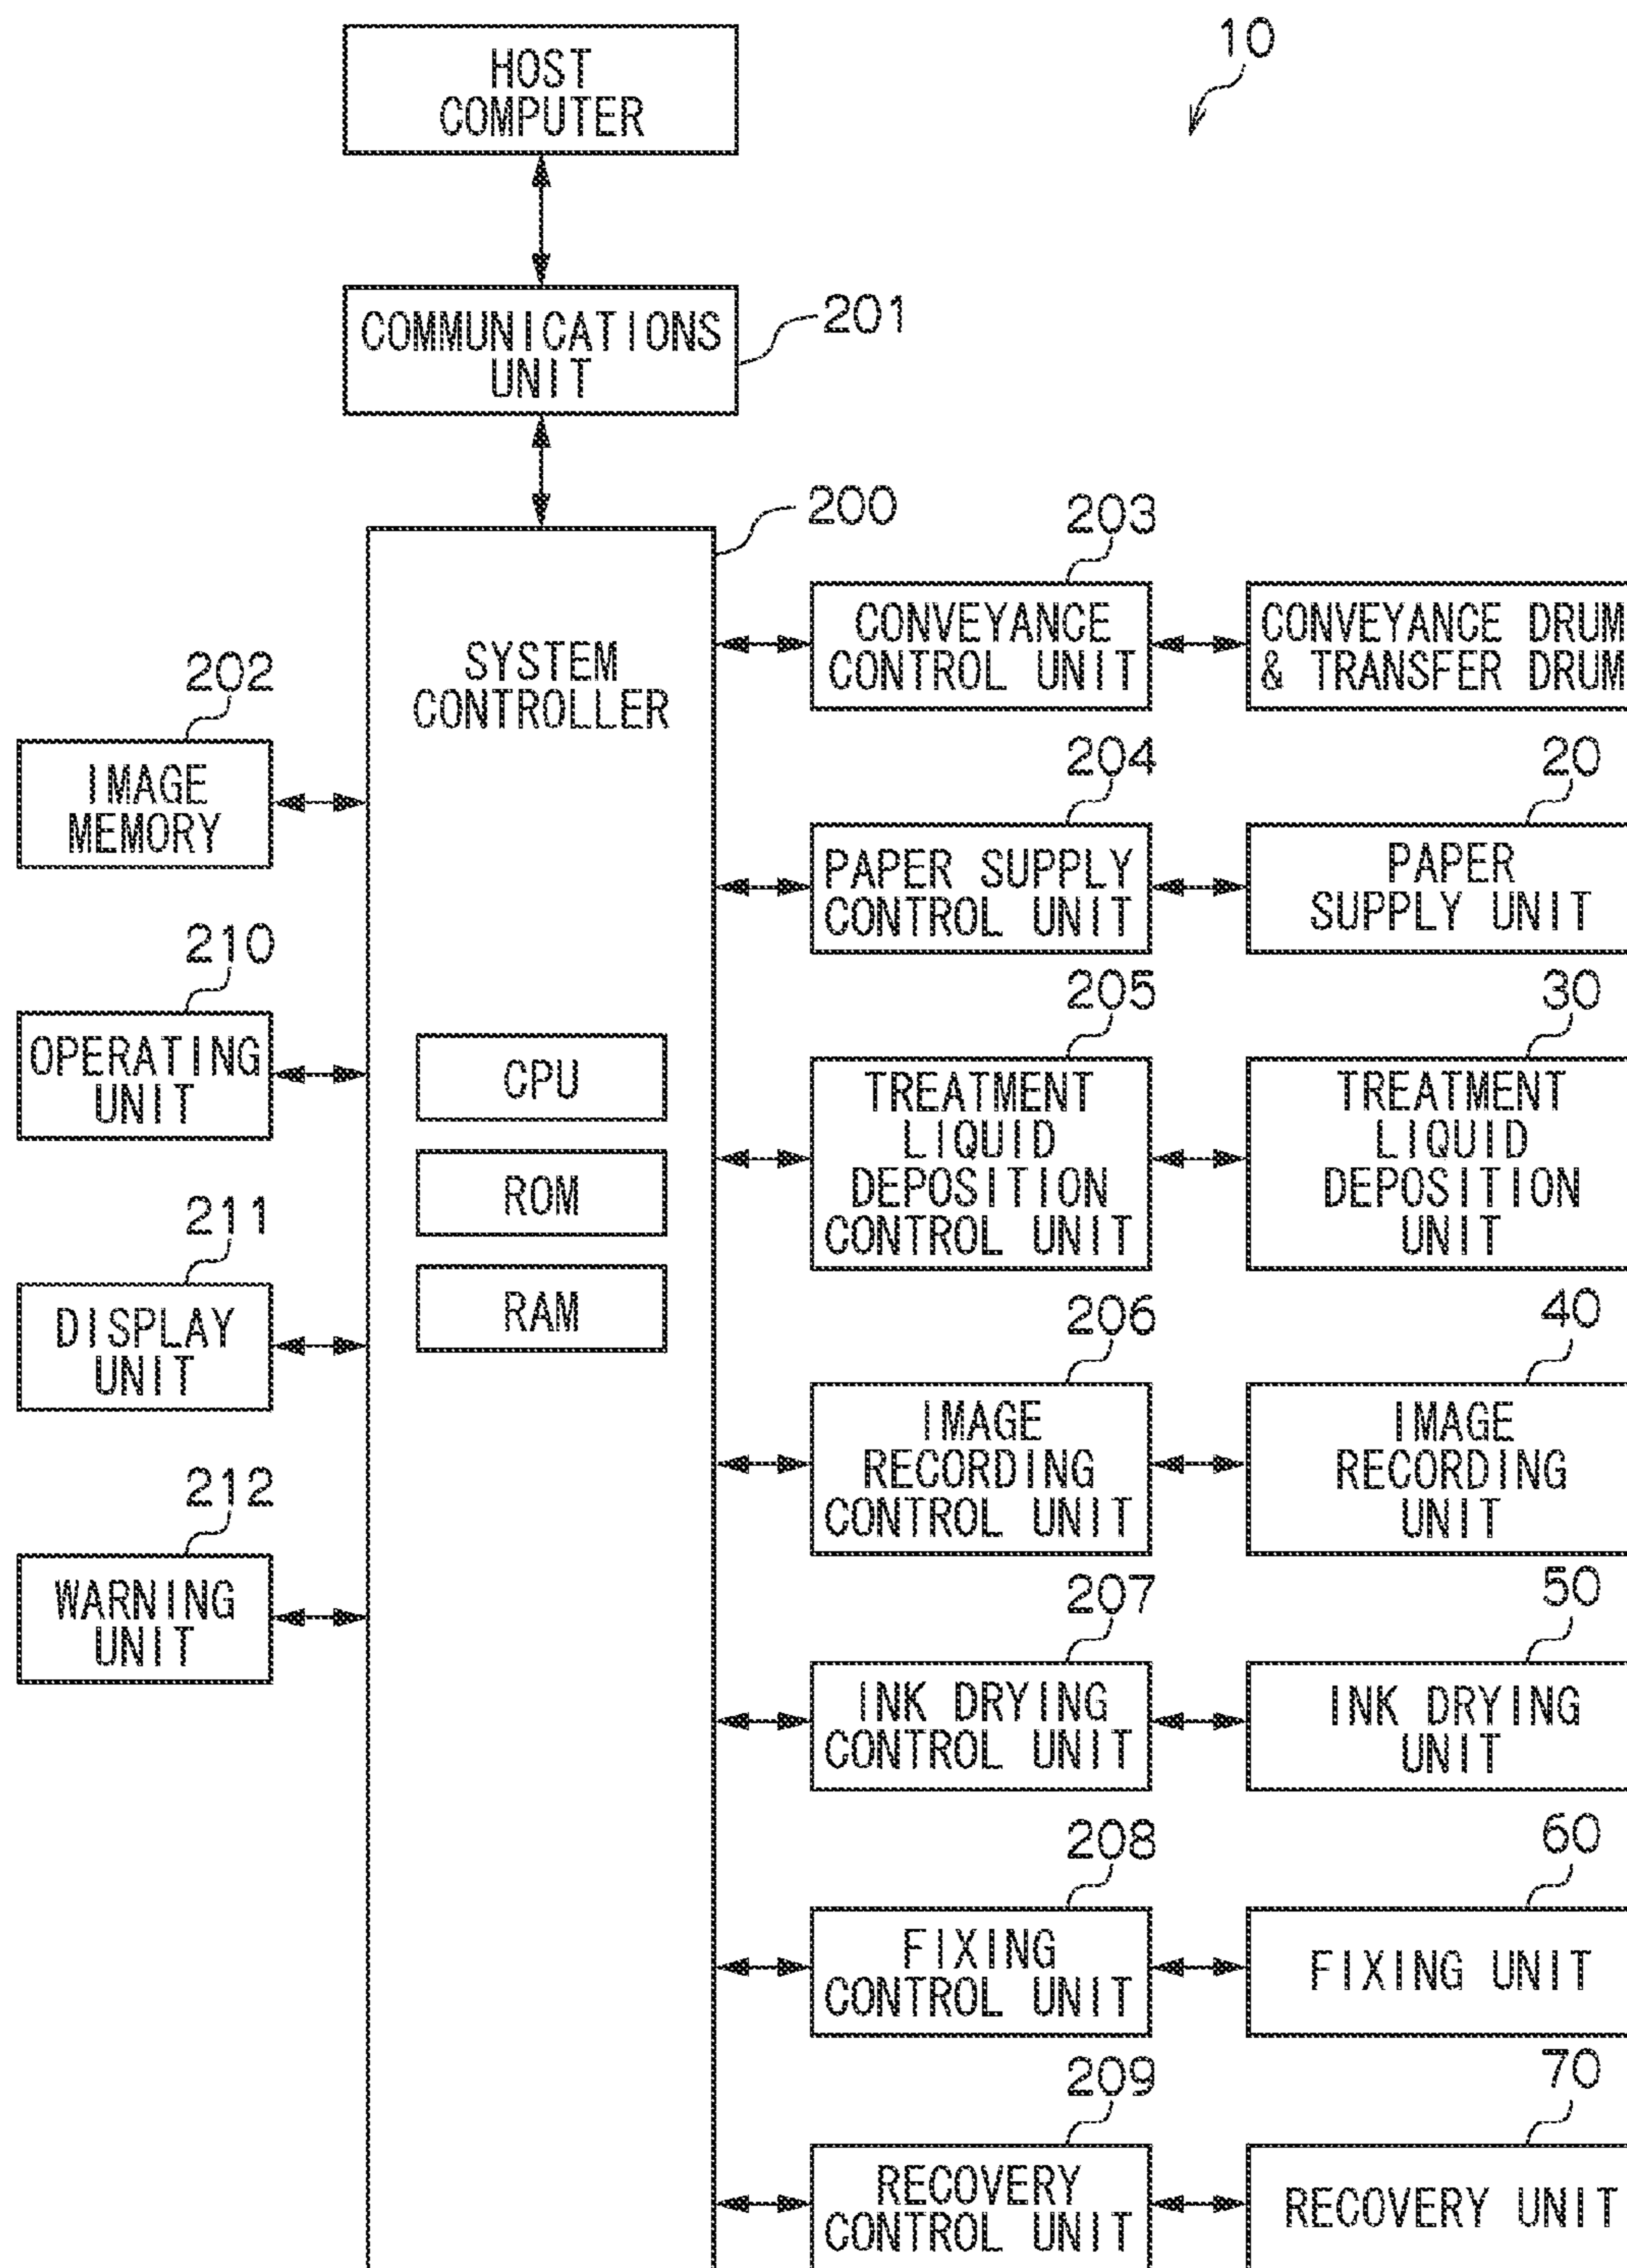 10
HOST
COMPUTER
201
COMMUNICATIONS
UNIT
200
SYSTEM
CONTROLLER
CPU
ROM
RAM
202
IMAGE
MEMORY
210
OPERATING
UNIT
211
DISPLAY
UNIT
212
WARNING
UNIT
203
CONVEYANCE
CONTROL UNIT
CONVEYANCE DRUM
& TRANSFER DRUM
204
PAPER SUPPLY
CONTROL UNIT
20
PAPER
SUPPLY UNIT
205
TREATMENT
LIQUID
DEPOSITION
CONTROL UNIT
30
TREATMENT
LIQUID
DEPOSITION
UNIT
206
IMAGE
RECORDING
CONTROL UNIT
40
IMAGE
RECORDING
UNIT
207
INK DRYING
CONTROL UNIT
50
INK DRYING
UNIT
208
FIXING
CONTROL UNIT
60
FIXING UNIT
209
RECOVERY
CONTROL UNIT
70
RECOVERY UNIT